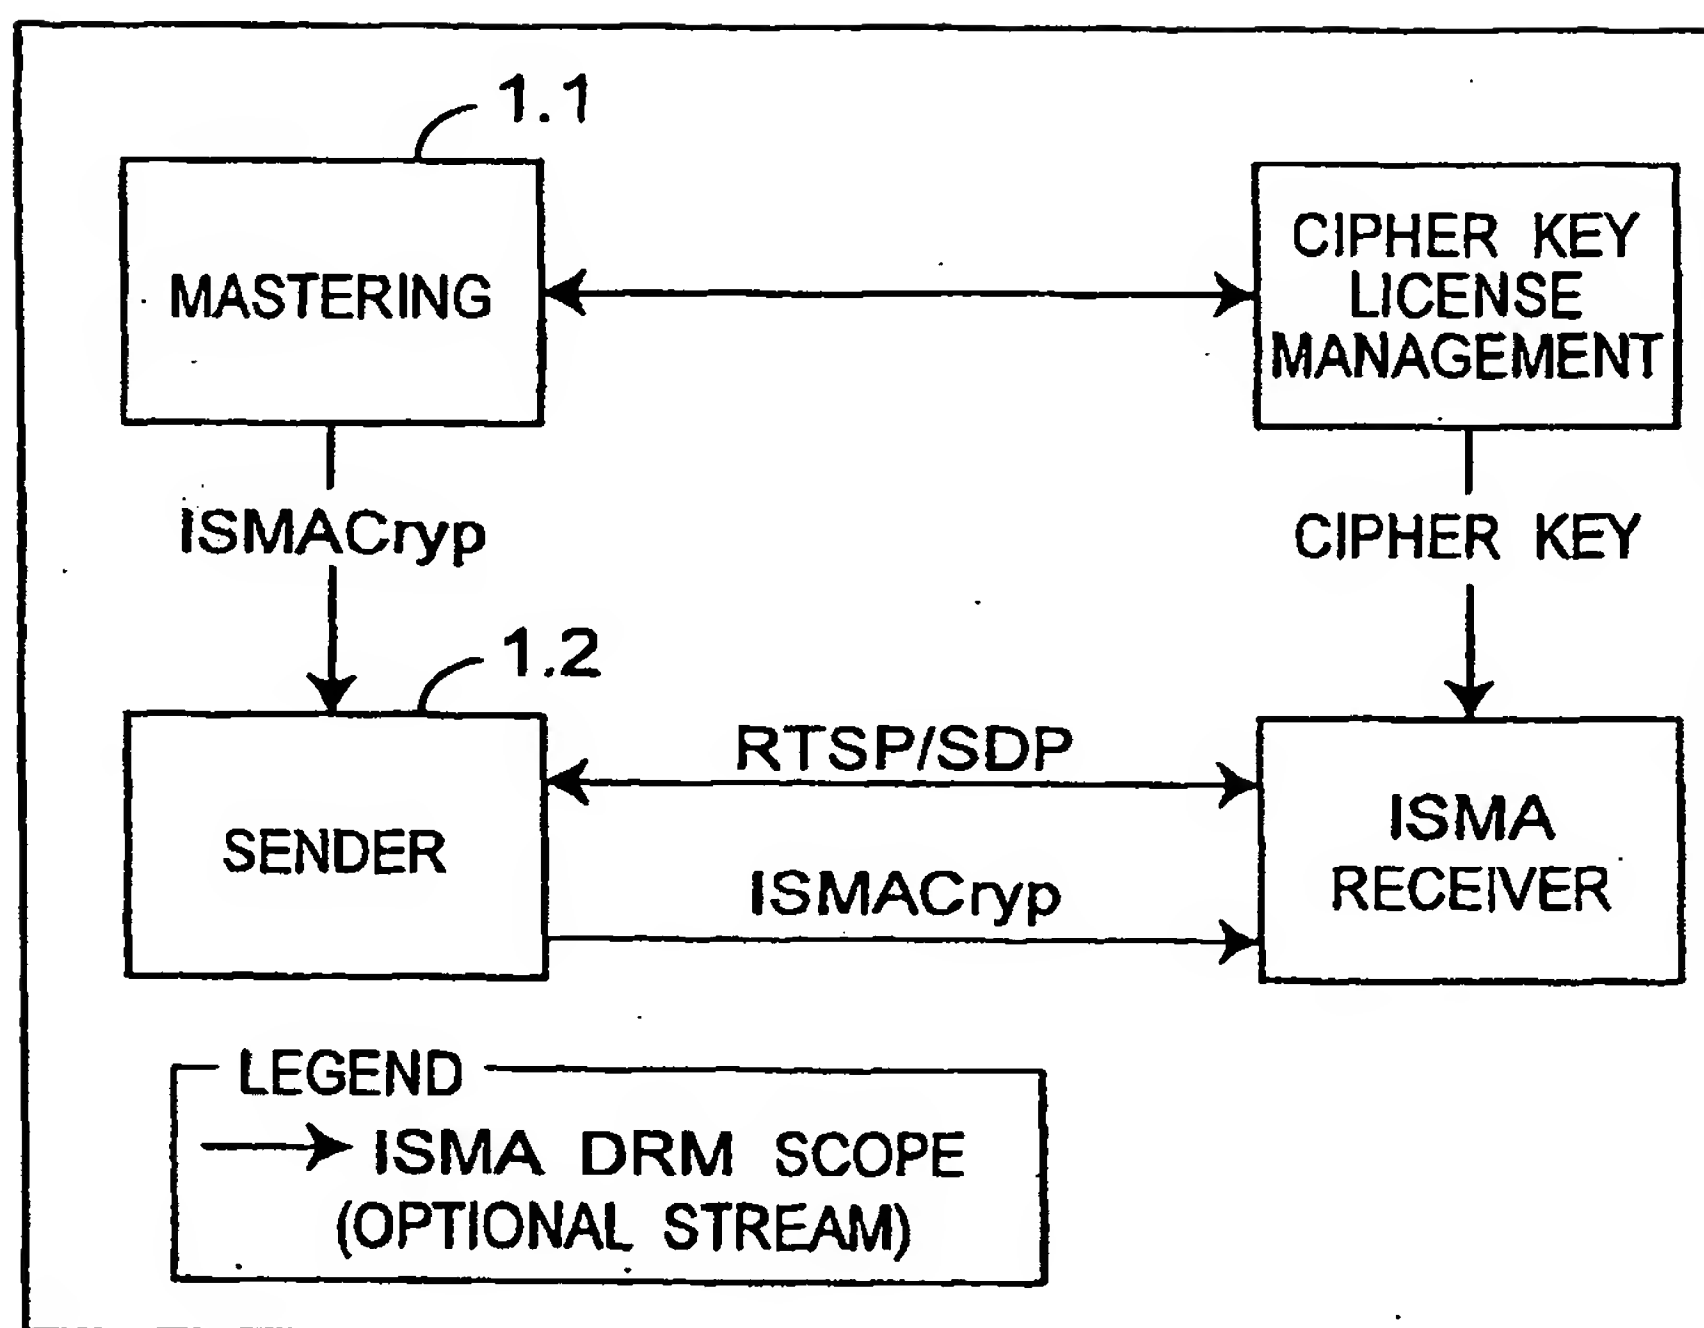 1.1
MASTERING
CIPHER KEY
LICENSE
MANAGEMENT
ISMACryp
CIPHER KEY
1.2
SENDER
RTSP/SDP
ISMACryp
ISMA
RECEIVER
LEGEND
ISMA DRM SCOPE
(OPTIONAL STREAM)